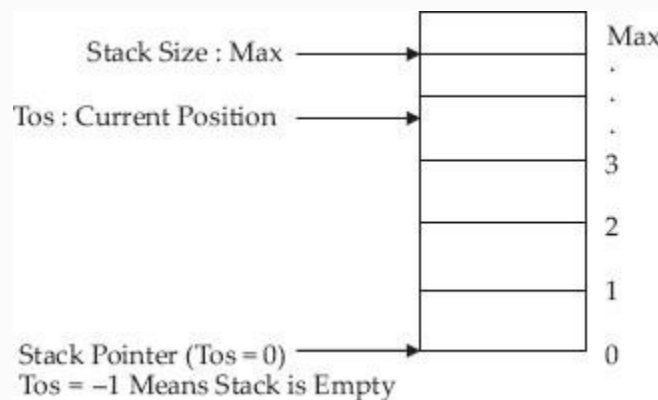 Stack Size : Max
Max
.
.
Tos : Current Position
.
3
2
1
Stack Pointer (Tos = 0)
0
Tos = –1 Means Stack is Empty